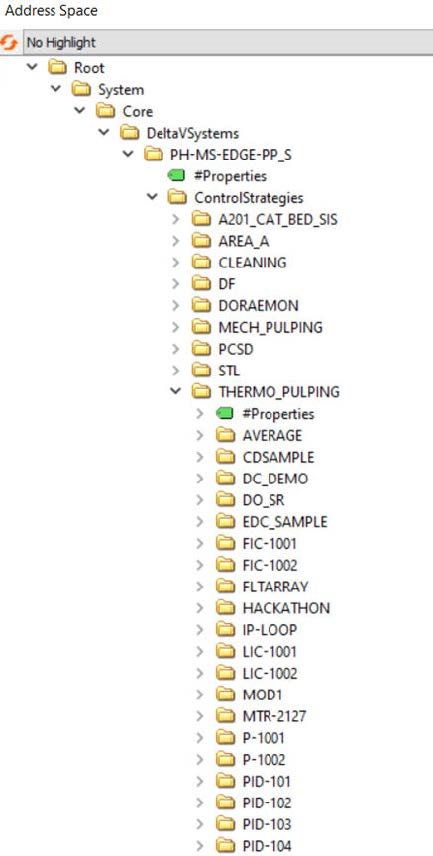 Address Space
No Highlight
Root
System
Core
DeltaVSystems
PH-MS-EDGE-PP_S
#Properties
ControlStrategies
A201_CAT_BED_SIS
AREA_A
CLEANING
DF
DORAEMON
MECH_PULPING
PCSD
STL
THERMO_PULPING
#Properties
AVERAGE
CDSAMPLE
DC_DEMO
DO_SR
EDC_SAMPLE
FIC-1001
FIC-1002
FLTARRAY
HACKATHON
IP-LOOP
LIC-1001
LIC-1002
MOD1
MTR-2127
P-1001
P-1002
PID-101
PID-102
PID-103
PID-104